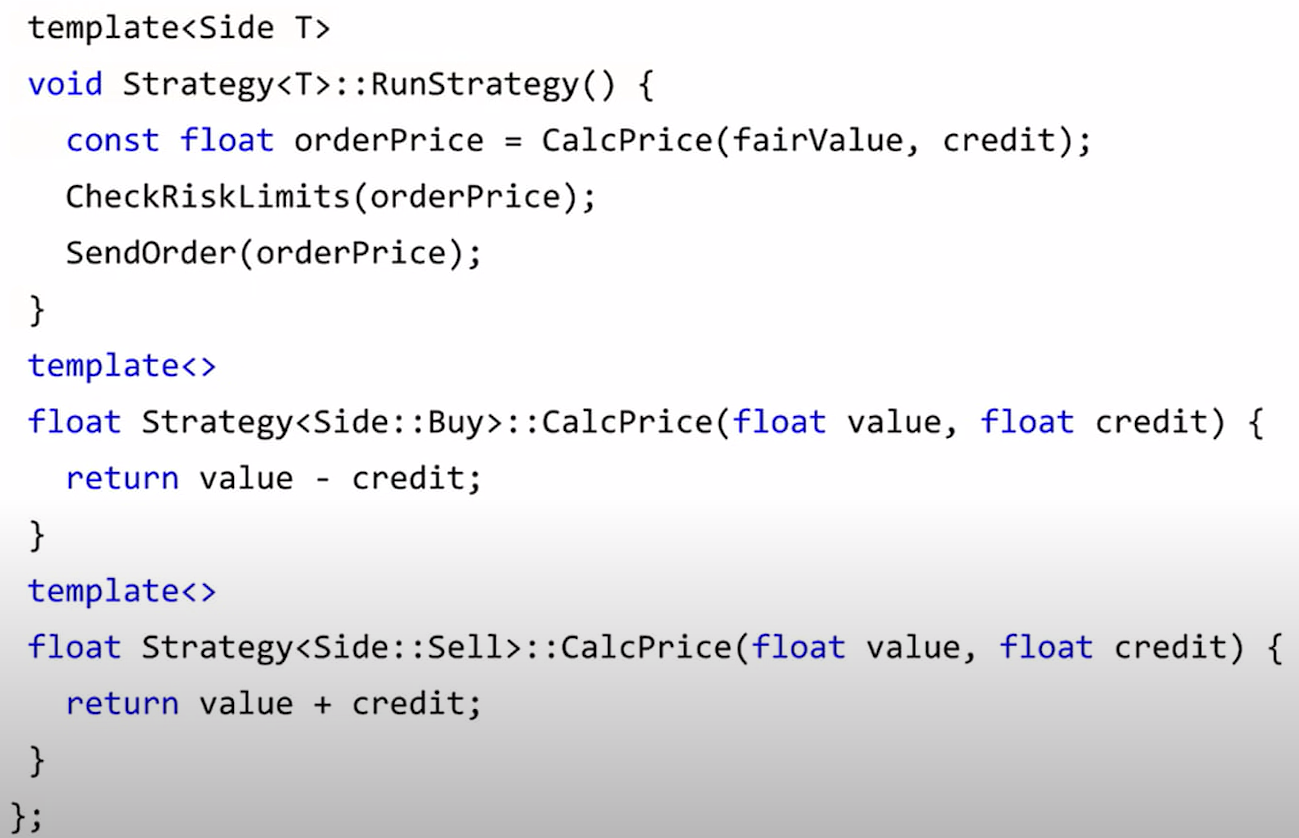 template<Side T>
void Strategy<T>::RunStrategy() {
  const float orderPrice = CalcPrice(fairValue, credit);
  CheckRiskLimits(orderPrice);
  SendOrder(orderPrice);
}
template<>
float Strategy<Side::Buy>::CalcPrice(float value, float credit) {
  return value - credit;
}
template<>
float Strategy<Side::Sell>::CalcPrice(float value, float credit) {
  return value + credit;
}
};